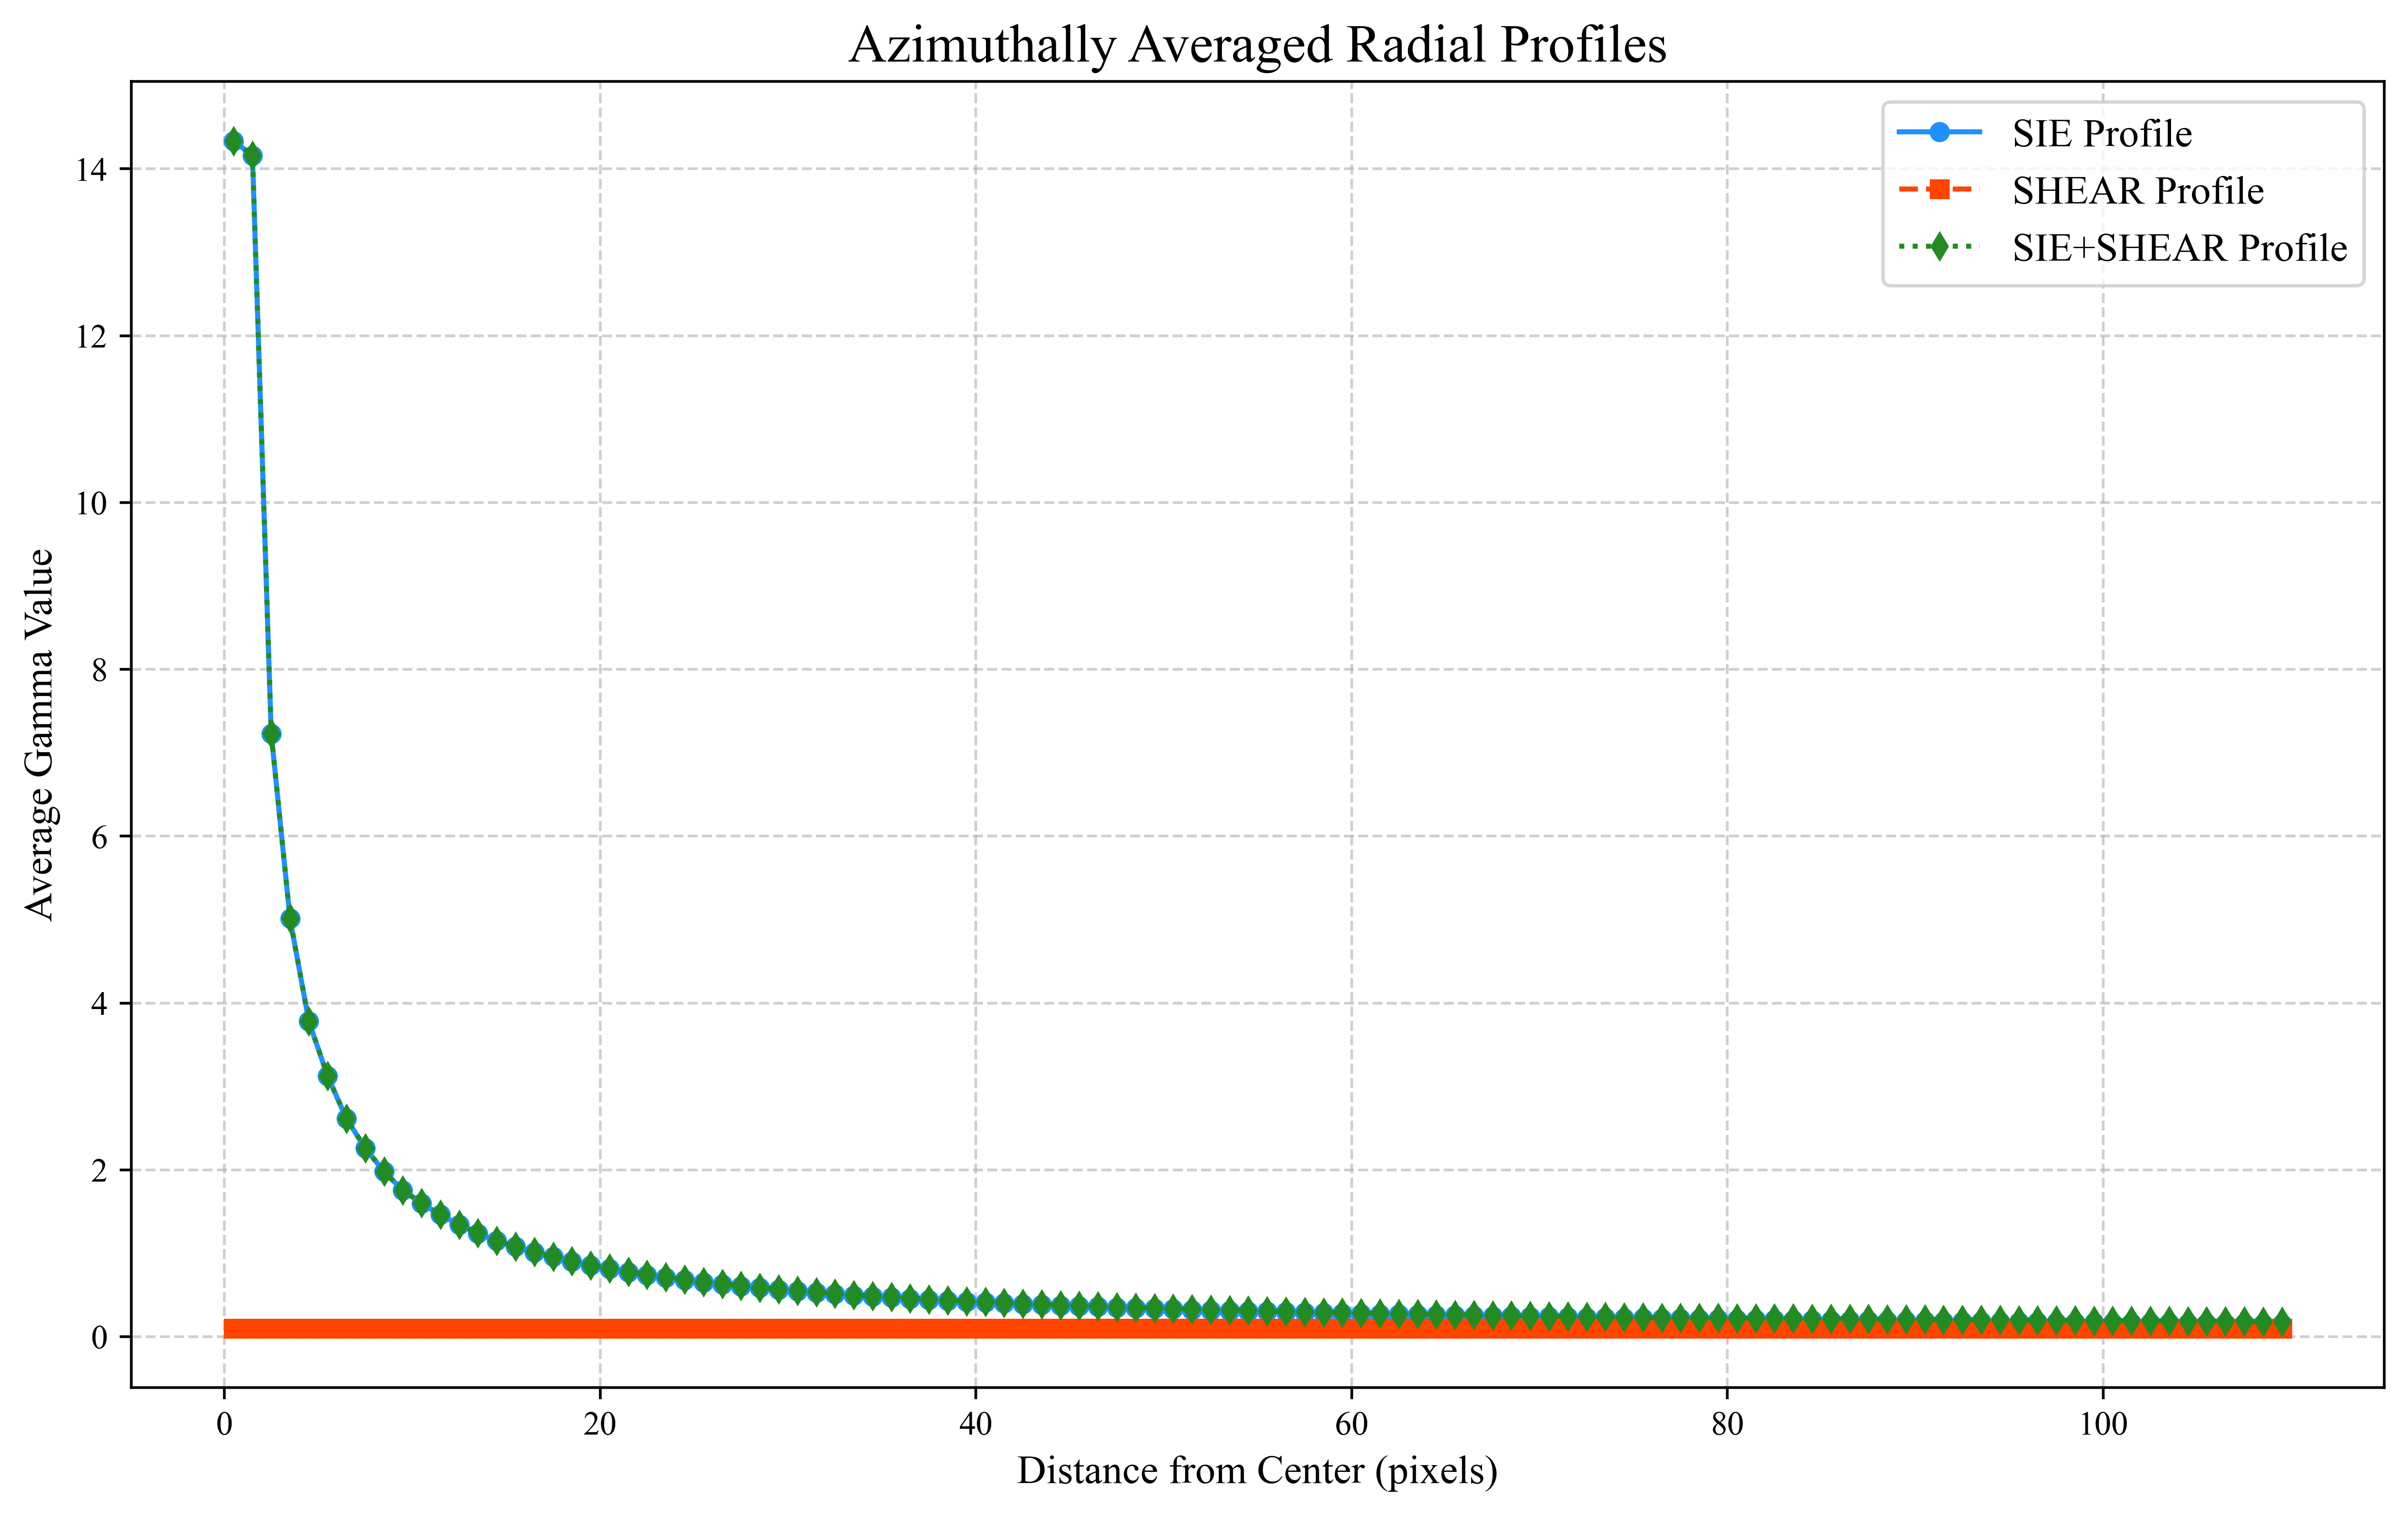 Azimuthally Averaged Radial Profiles
SIE Profile
SHEAR Profile
SIE+SHEAR Profile
Average Gamma Value
14
12
10
8
6
4
2
0
0 20 40 60 80 100
Distance from Center (pixels)